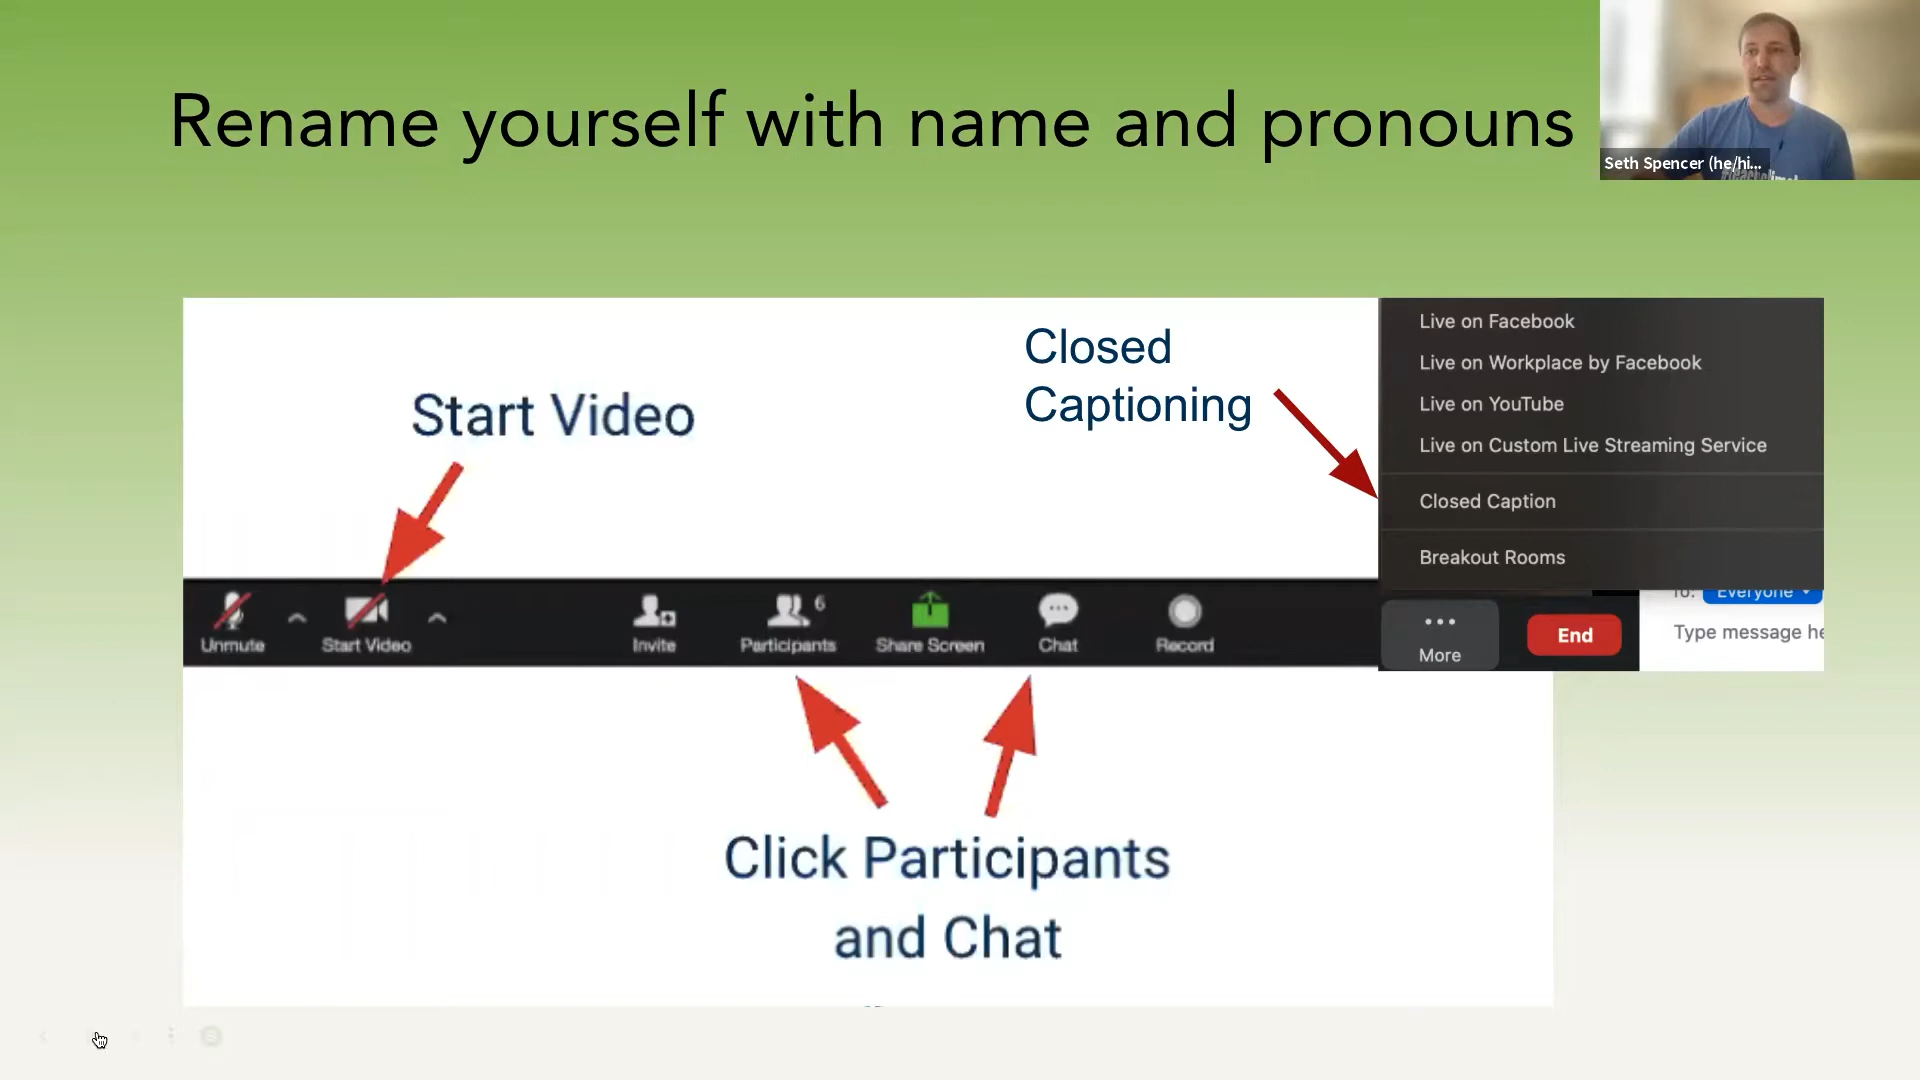 Rename yourself with name and pronouns
Seth Spencer (he/hi...
Closed
Captioning
Start Video
Live on Facebook
Live on Workplace by Facebook
Live on YouTube
Live on Custom Live Streaming Service
Closed Caption
Breakout Rooms
To: Everyone
Type message he
Unmute
Start Video
Invite
Participants
6
Share Screen
Chat
Record
More
End
Click Participants
and Chat